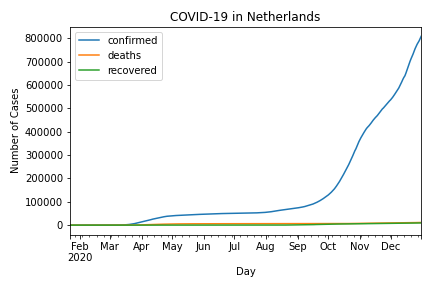 COVID-19 in Netherlands
confirmed
deaths
recovered
Number of Cases
800000
700000
600000
500000
400000
300000
200000
100000
0
Feb Mar Apr May Jun Jul Aug Sep Oct Nov Dec
2020
Day